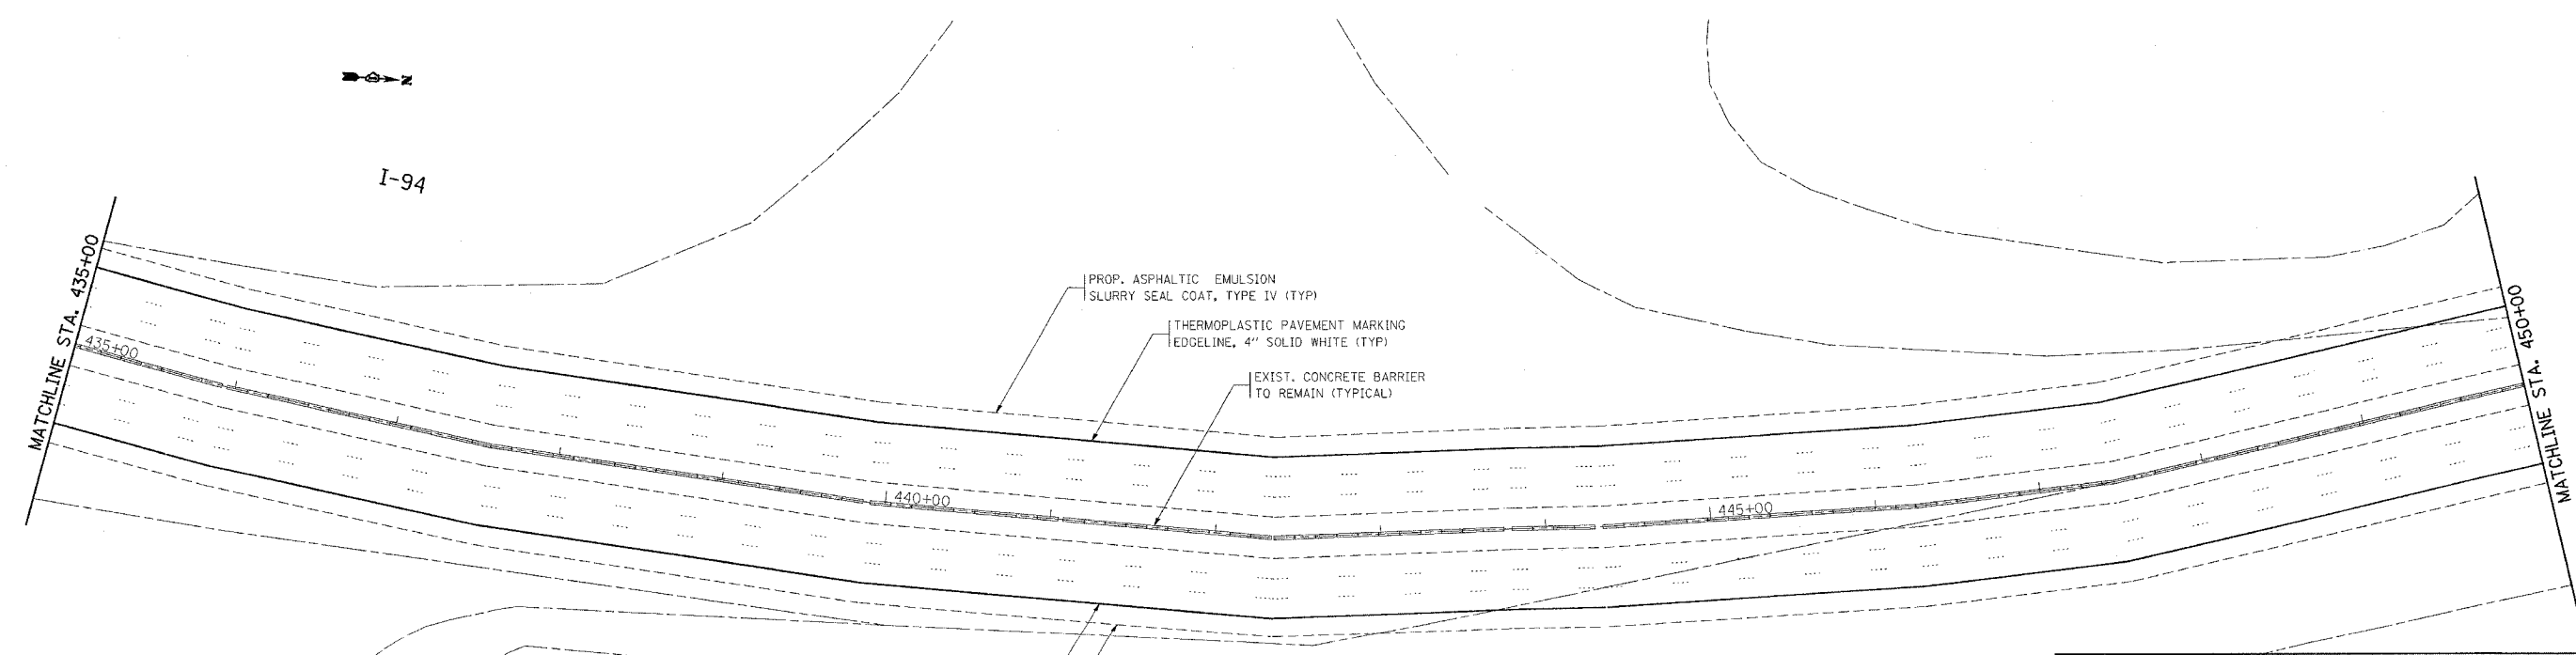 N
I-94
MATCHLINE STA. 435+00
435+00
PROP. ASPHALTIC EMULSION
SLURRY SEAL COAT, TYPE IV (TYP)
THERMOPLASTIC PAVEMENT MARKING
EDGELINE, 4" SOLID WHITE (TYP)
EXIST. CONCRETE BARRIER
TO REMAIN (TYPICAL)
440+00
445+00
MATCHLINE STA. 450+00